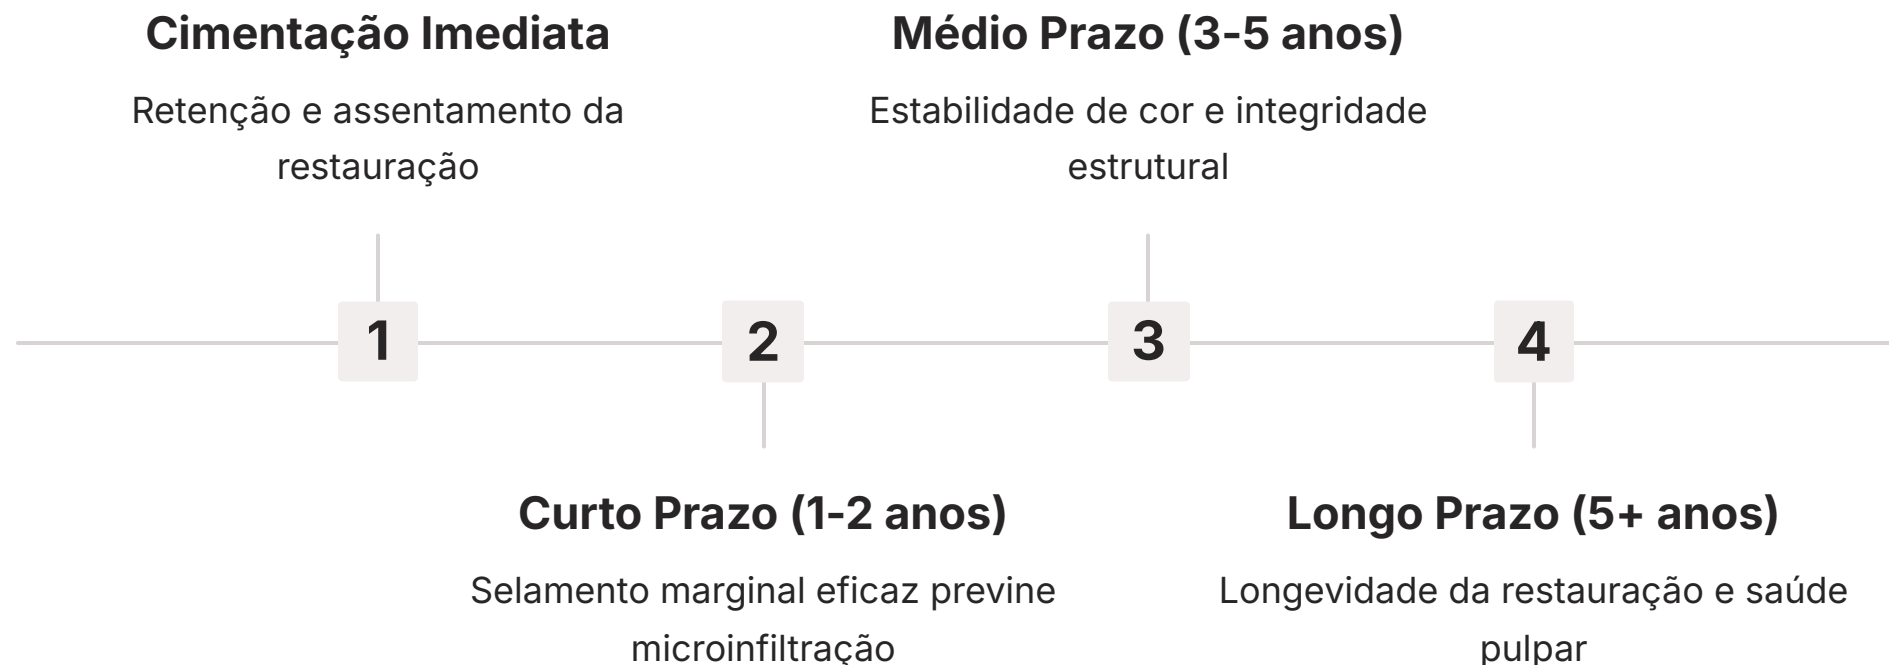 Cimentação Imediata
Retenção e assentamento da
restauração
Médio Prazo (3-5 anos)
Estabilidade de cor e integridade
estrutural
1
2
3
4
Curto Prazo (1-2 anos)
Selamento marginal eficaz previne
microinfiltração
Longo Prazo (5+ anos)
Longevidade da restauração e saúde
pulpar